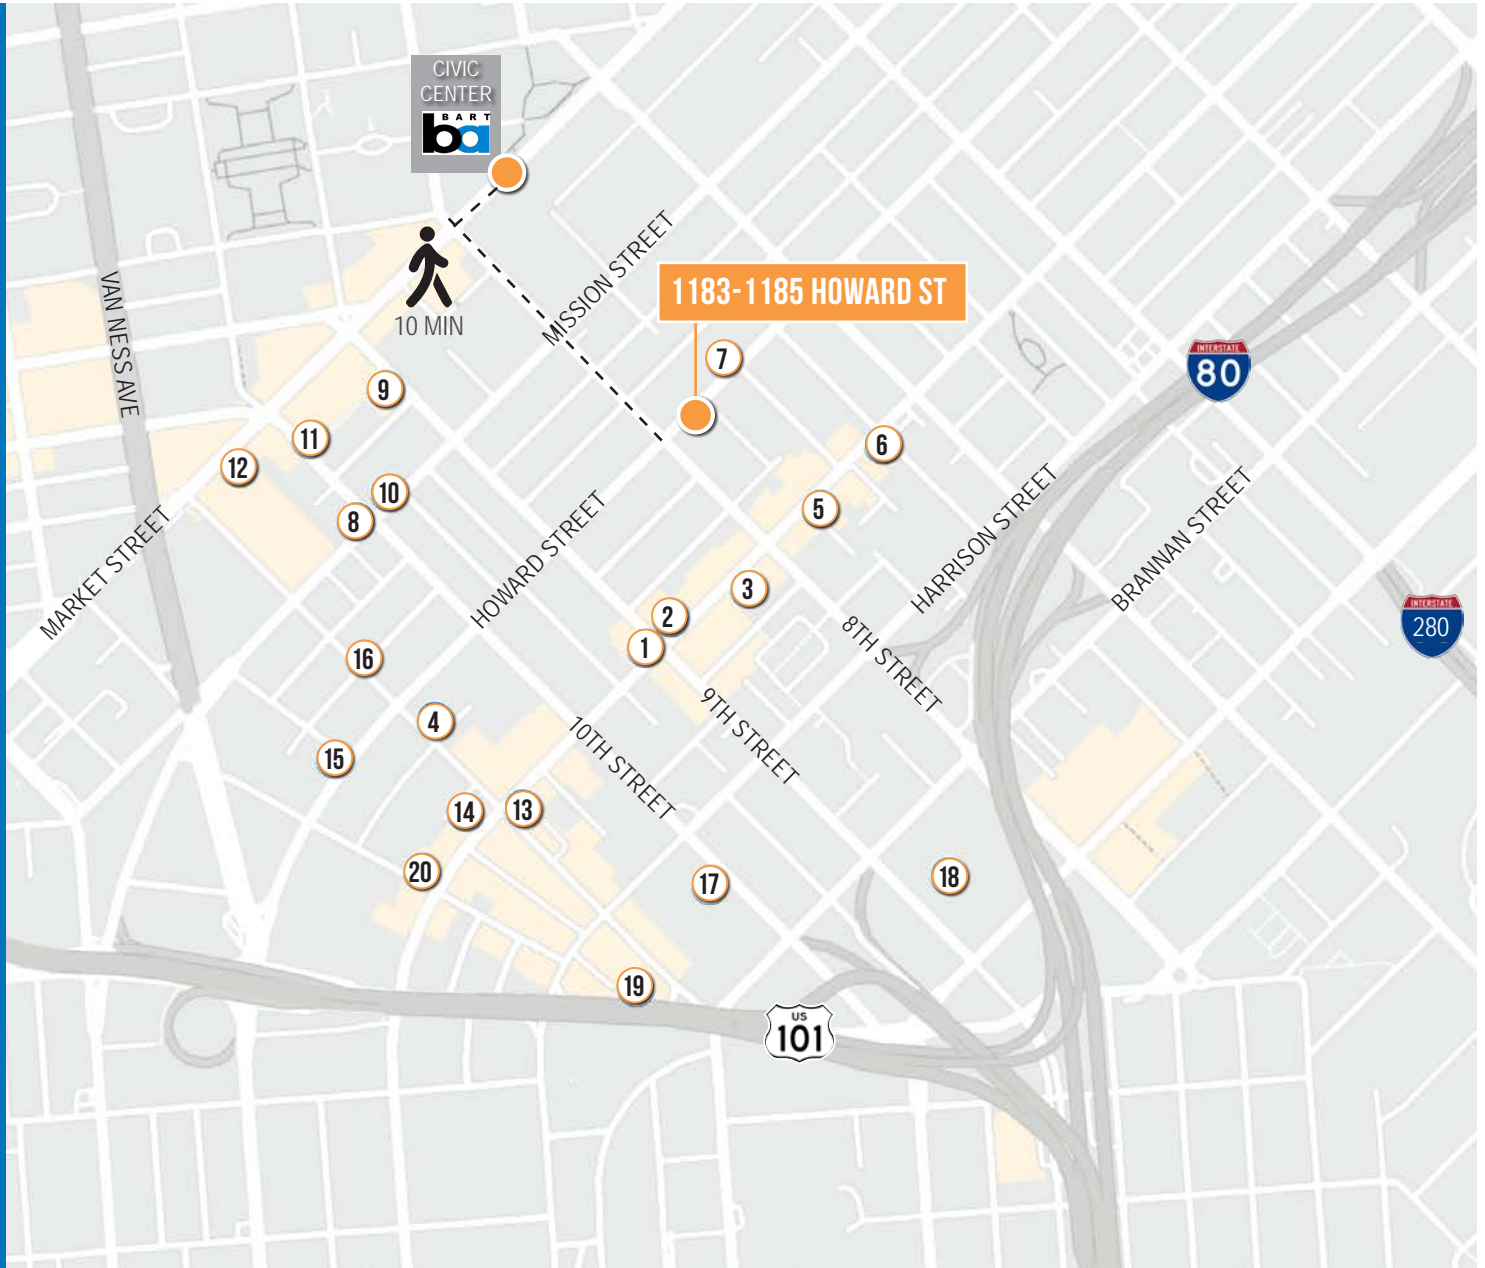 CIVIC
CENTER
BART
ba
MISSION STREET
1183-1185 HOWARD ST
VAN NESS AVE
10 MIN
7
INTERSTATE
80
9
11
6
12
10
8
5
MARKET STREET
HOWARD STREET
HARRISON STREET
BRANNAN STREET
3
INTERSTATE
280
2
1
8TH STREET
16
9TH STREET
4
10TH STREET
15
14
13
20
17
18
19
US
101